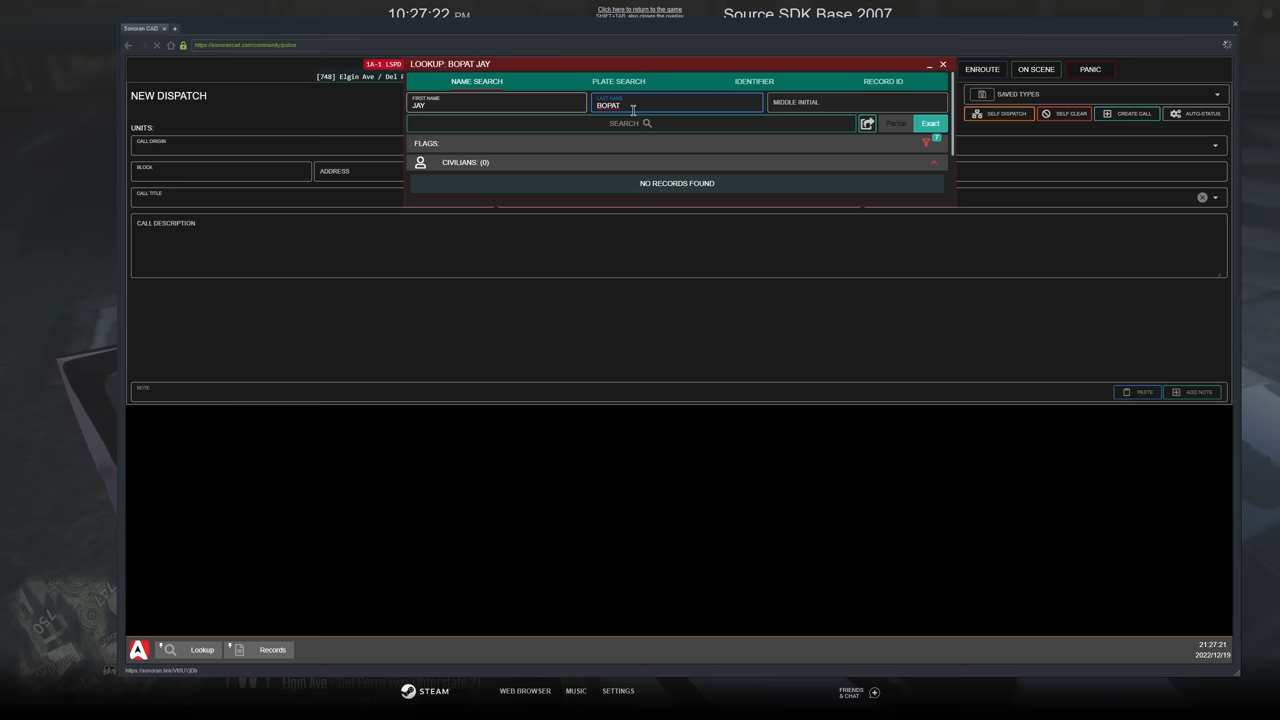 10:27:22 PM
Click here to return to the game
SHIFT+TAB also closes the overlay
Source SDK Base 2007
Sonoran CAD
https://sonorancad.com/community/police
1A-1 LSPD
LOOKUP: BOPAT JAY
ENROUTE
ON SCENE
PANIC
[748] Elgin Ave / Del P
NAME SEARCH
PLATE SEARCH
IDENTIFIER
RECORD ID
NEW DISPATCH
FIRST NAME
JAY
LAST NAME
BOPAT
MIDDLE INITIAL
SAVED TYPES
SELF DISPATCH
SELF CLEAR
CREATE CALL
AUTO-STATUS
SEARCH
Partial
Exact
UNITS:
CALL ORIGIN
FLAGS:
7
CIVILIANS: (0)
BLOCK
ADDRESS
NO RECORDS FOUND
CALL TITLE
CALL DESCRIPTION
NOTE
PASTE
ADD NOTE
Lookup
Records
21:27:21
2022/12/19
750
STEAM
WEB BROWSER
MUSIC
SETTINGS
FRIENDS
& CHAT